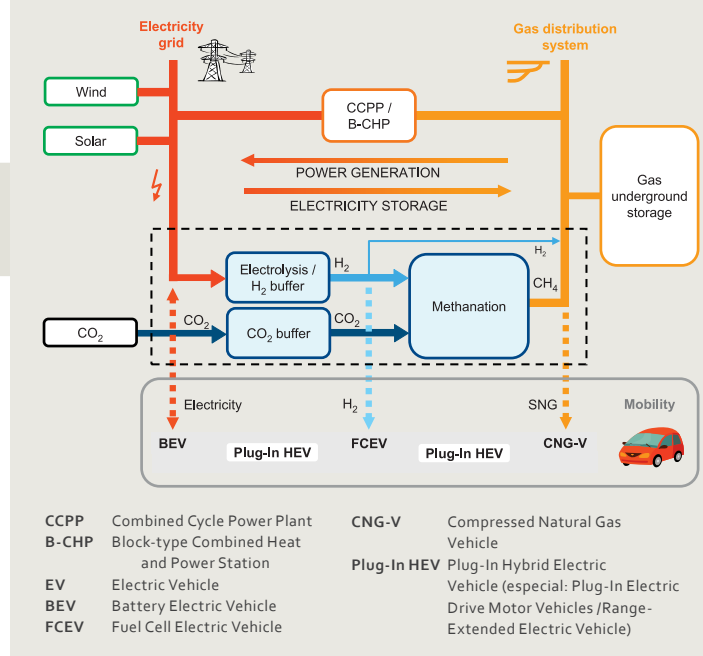 Electricity
grid
Gas distribution
system
Wind
CCPP /
B-CHP
Solar
POWER GENERATION
ELECTRICITY STORAGE
Gas
underground
storage
Electrolysis /
H₂ buffer
H₂
H₂
Methanation
CH₄
CO₂
CO₂
CO₂ buffer
CO₂
Electricity
H₂
SNG
Mobility
BEV
Plug-In HEV
FCEV
Plug-In HEV
CNG-V
CCPP Combined Cycle Power Plant
B-CHP Block-type Combined Heat
and Power Station
EV Electric Vehicle
BEV Battery Electric Vehicle
FCEV Fuel Cell Electric Vehicle
CNG-V Compressed Natural Gas
Vehicle
Plug-In HEV Plug-In Hybrid Electric
Vehicle (especial: Plug-In Electric
Drive Motor Vehicles /Range-
Extended Electric Vehicle)